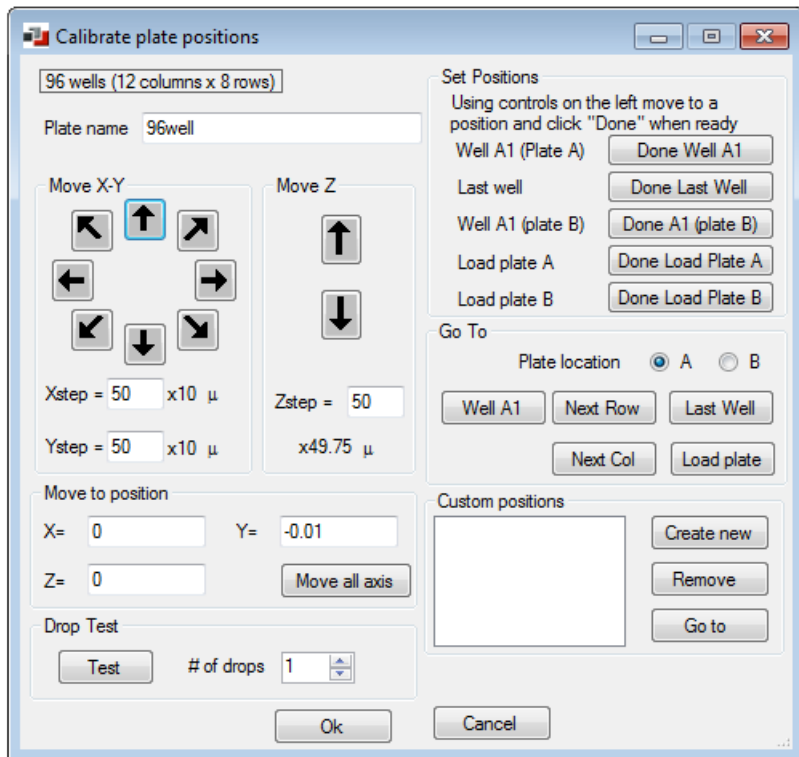 Calibrate plate positions
96 wells (12 columns x 8 rows)
Plate name 96well
Move X-Y
Xstep = 50 x10 µ
Ystep = 50 x10 µ
Move Z
Zstep = 50
x49.75 µ
Move to position
X= 0 Y= -0.01
Z= 0 Move all axis
Drop Test
Test # of drops 1
Set Positions
Using controls on the left move to a
position and click "Done" when ready
Well A1 (Plate A) Done Well A1
Last well Done Last Well
Well A1 (plate B) Done A1 (plate B)
Load plate A Done Load Plate A
Load plate B Done Load Plate B
Go To
Plate location A B
Well A1 Next Row Last Well
Next Col Load plate
Custom positions
Create new
Remove
Go to
Ok Cancel